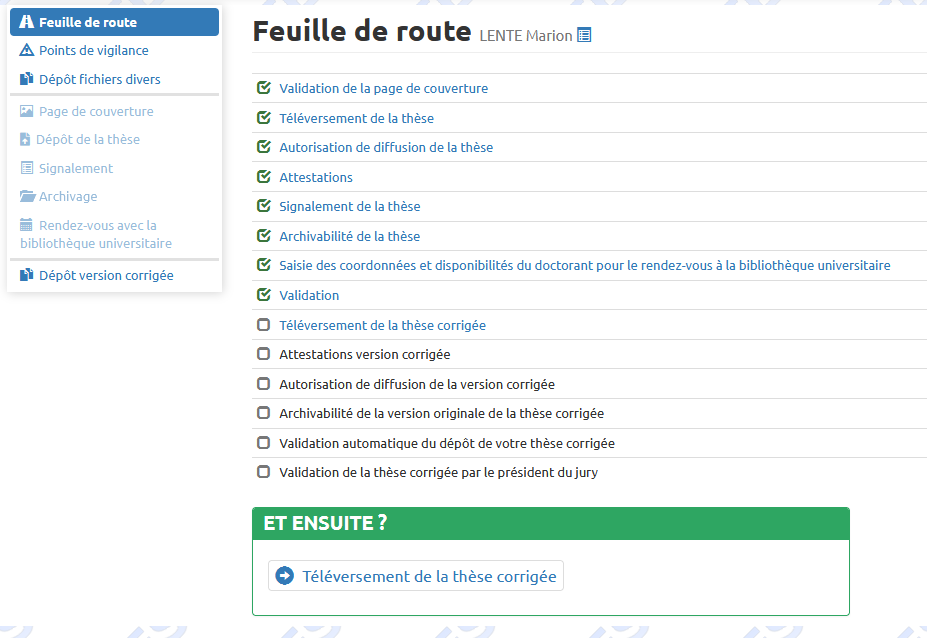 Feuille de route
Points de vigilance
Dépôt fichiers divers
Page de couverture
Dépôt de la thèse
Signalement
Archivage
Rendez-vous avec la
bibliothèque universitaire
Dépôt version corrigée
Feuille de route LENTE Marion
Validation de la page de couverture
Téléversement de la thèse
Autorisation de diffusion de la thèse
Attestations
Signalement de la thèse
Archivabilité de la thèse
Saisie des coordonnées et disponibilités du doctorant pour le rendez-vous à la bibliothèque universitaire
Validation
Téléversement de la thèse corrigée
Attestations version corrigée
Autorisation de diffusion de la version corrigée
Archivabilité de la version originale de la thèse corrigée
Validation automatique du dépôt de votre thèse corrigée
Validation de la thèse corrigée par le président du jury
ET ENSUITE ?
Téléversement de la thèse corrigée